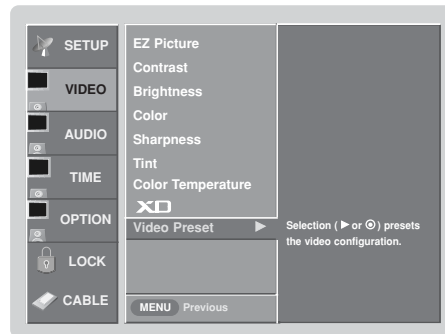 SETUP
VIDEO
AUDIO
TIME
OPTION
LOCK
CABLE
EZ Picture
Contrast
Brightness
Color
Sharpness
Tint
Color Temperature
XD
Video Preset ▶
MENU Previous
Selection ( ▶ or ⊙ ) presets
the video configuration.